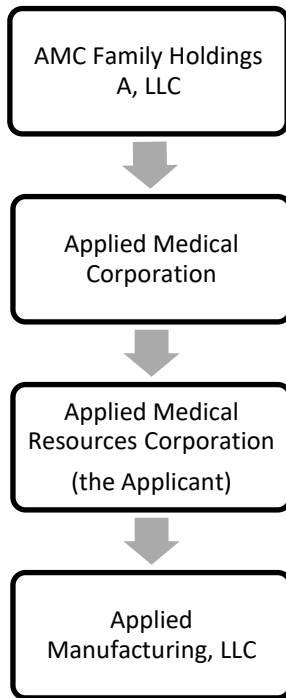 AMC Family Holdings
A, LLC
Applied Medical
Corporation
Applied Medical
Resources Corporation
(the Applicant)
Applied
Manufacturing, LLC